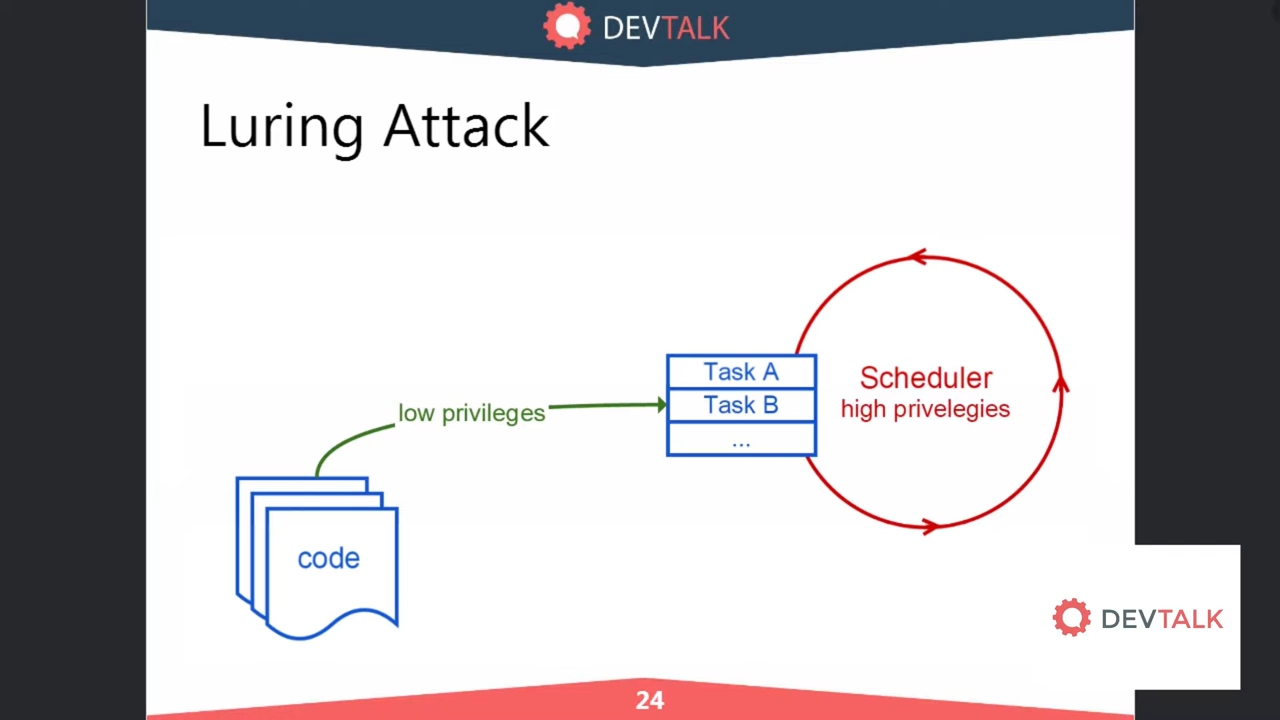 DEVTALK
Luring Attack
Task A
Task B
...
Scheduler
high privelegies
low privileges
code
DEVTALK
24